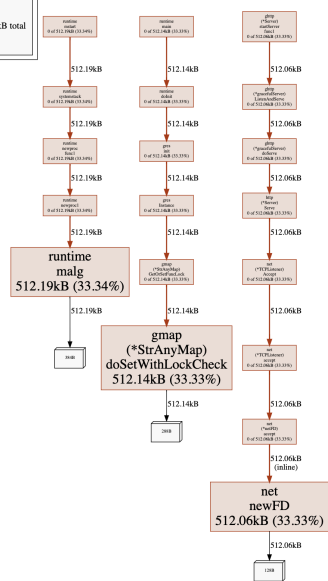 kB total
runtime
mstart
0 of 512.19kB (33.34%)
512.19kB
runtime
systemstack
0 of 512.19kB (33.34%)
512.19kB
runtime
newproc
func1
0 of 512.19kB (33.34%)
512.19kB
runtime
newproc1
0 of 512.19kB (33.34%)
512.19kB
runtime
malg
512.19kB (33.34%)
512.19kB
runtime
main
0 of 512.14kB (33.33%)
512.14kB
runtime
doInit
0 of 512.14kB (33.33%)
512.14kB
gres
init
0 of 512.14kB (33.33%)
512.14kB
gres
Instance
0 of 512.14kB (33.33%)
512.14kB
gmap
(*StrAnyMap)
GetOrSetFuncLock
0 of 512.14kB (33.33%)
512.14kB
gmap
(*StrAnyMap)
doSetWithLockCheck
512.14kB (33.33%)
512.14kB
288B
ghttp
(*Server)
startServer
func1
0 of 512.06kB (33.33%)
512.06kB
ghttp
(*gracefulServer)
ListenAndServe
0 of 512.06kB (33.33%)
512.06kB
ghttp
(*gracefulServer)
doServe
0 of 512.06kB (33.33%)
512.06kB
http
(*Server)
Serve
0 of 512.06kB (33.33%)
512.06kB
net
(*TCPListener)
Accept
0 of 512.06kB (33.33%)
512.06kB
net
(*TCPListener)
accept
0 of 512.06kB (33.33%)
512.06kB
net
(*netFD)
accept
0 of 512.06kB (33.33%)
512.06kB
(inline)
net
newFD
512.06kB (33.33%)
512.06kB
128B